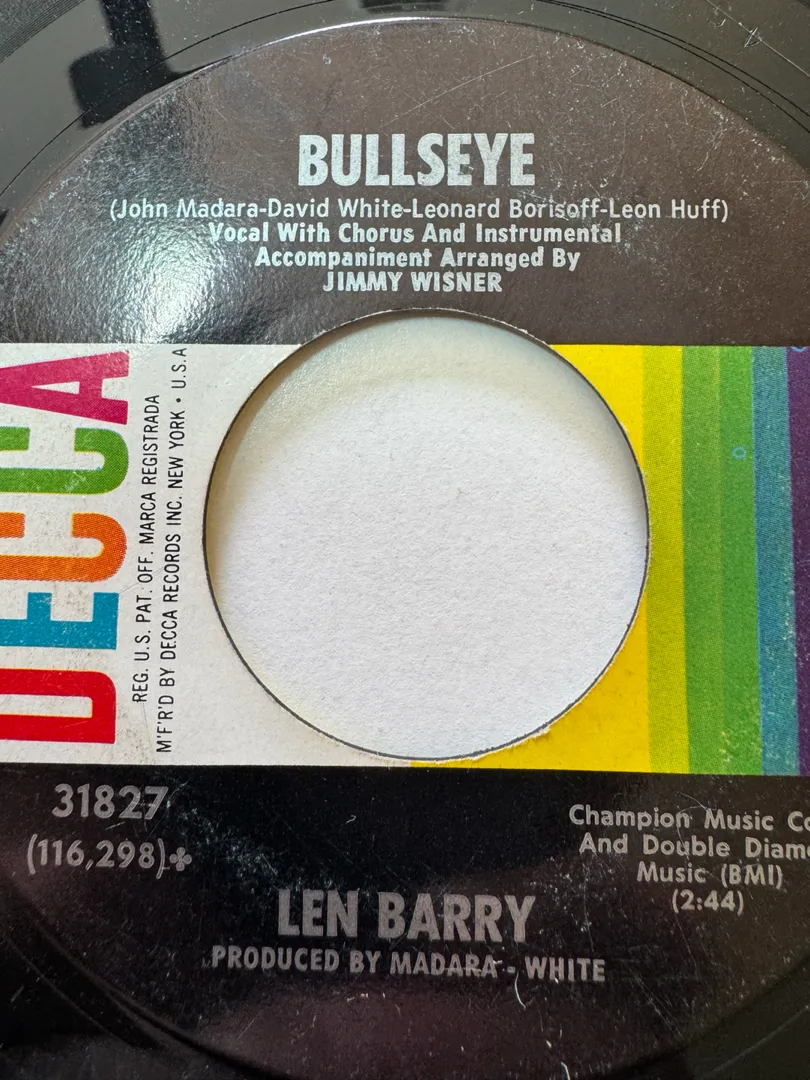 BULLSEYE
(John Madara-David White-Leonard Borisoff-Leon Huff)
Vocal With Chorus And Instrumental
Accompaniment Arranged By
JIMMY WISNER
DECCA
REG. U.S. PAT. OFF. MARCA REGISTRADA
M'F'R'D BY DECCA RECORDS INC. NEW YORK • U.S.A
31827
(116,298)✤
Champion Music Co
And Double Diam
Music (BMI)
(2:44)
LEN BARRY
PRODUCED BY MADARA - WHITE